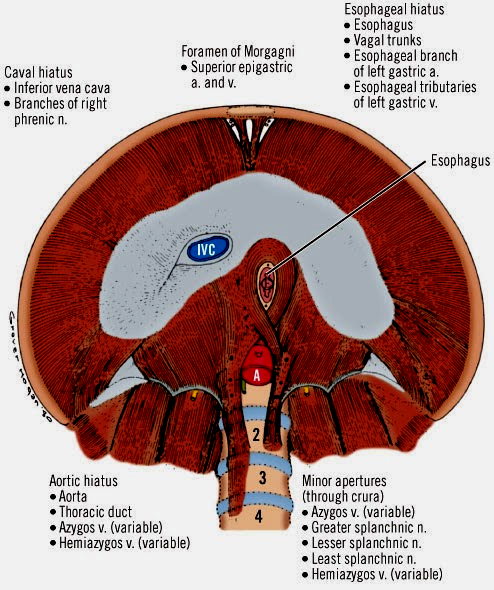 Caval hiatus
• Inferior vena cava
• Branches of right
phrenic n.
Foramen of Morgagni
• Superior epigastric
a. and v.
Esophageal hiatus
• Esophagus
• Vagal trunks
• Esophageal branch
of left gastric a.
• Esophageal tributaries
of left gastric v.
Esophagus
IVC
A
2
3
4
Aortic hiatus
• Aorta
• Thoracic duct
• Azygos v. (variable)
• Hemiazygos v. (variable)
Minor apertures
(through crura)
• Azygos v. (variable)
• Greater splanchnic n.
• Lesser splanchnic n.
• Least splanchnic n.
• Hemiazygos v. (variable)